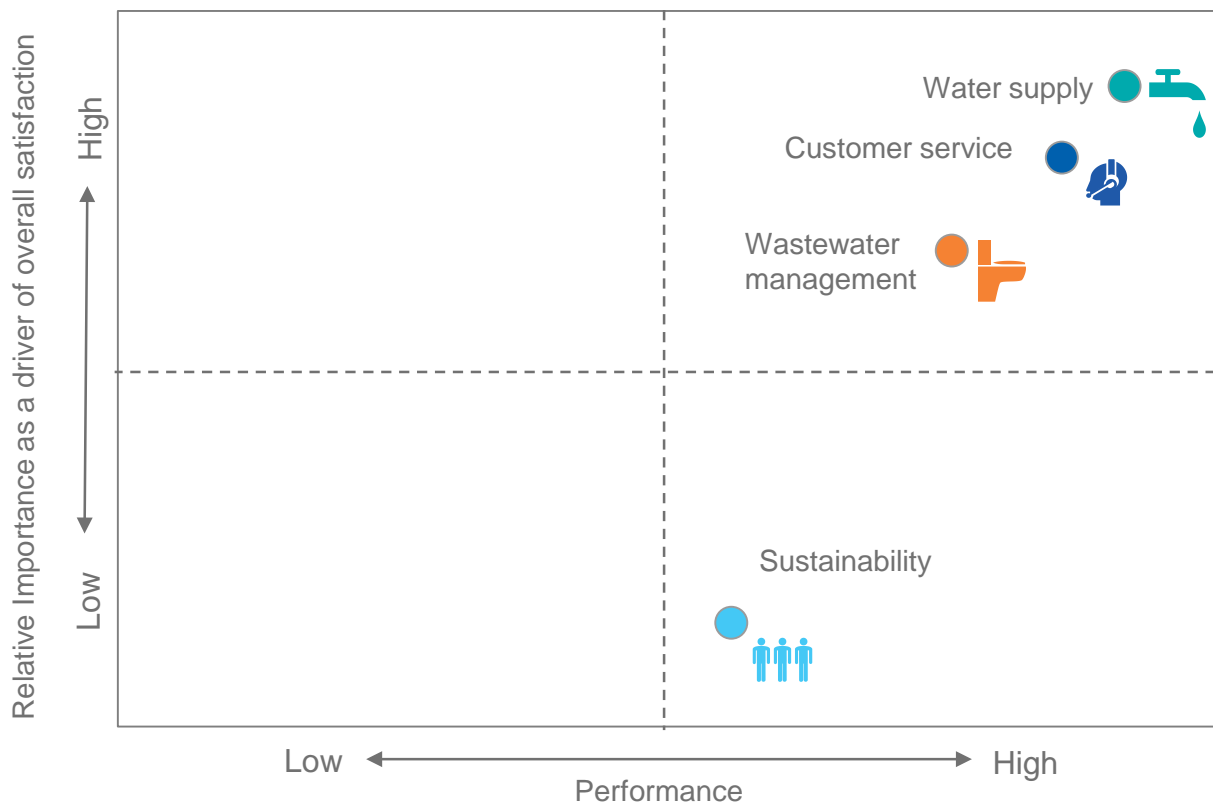 Relative Importance as a driver of overall satisfaction
High
Low
Water supply
Customer service
Wastewater
management
Sustainability
Low
High
Performance